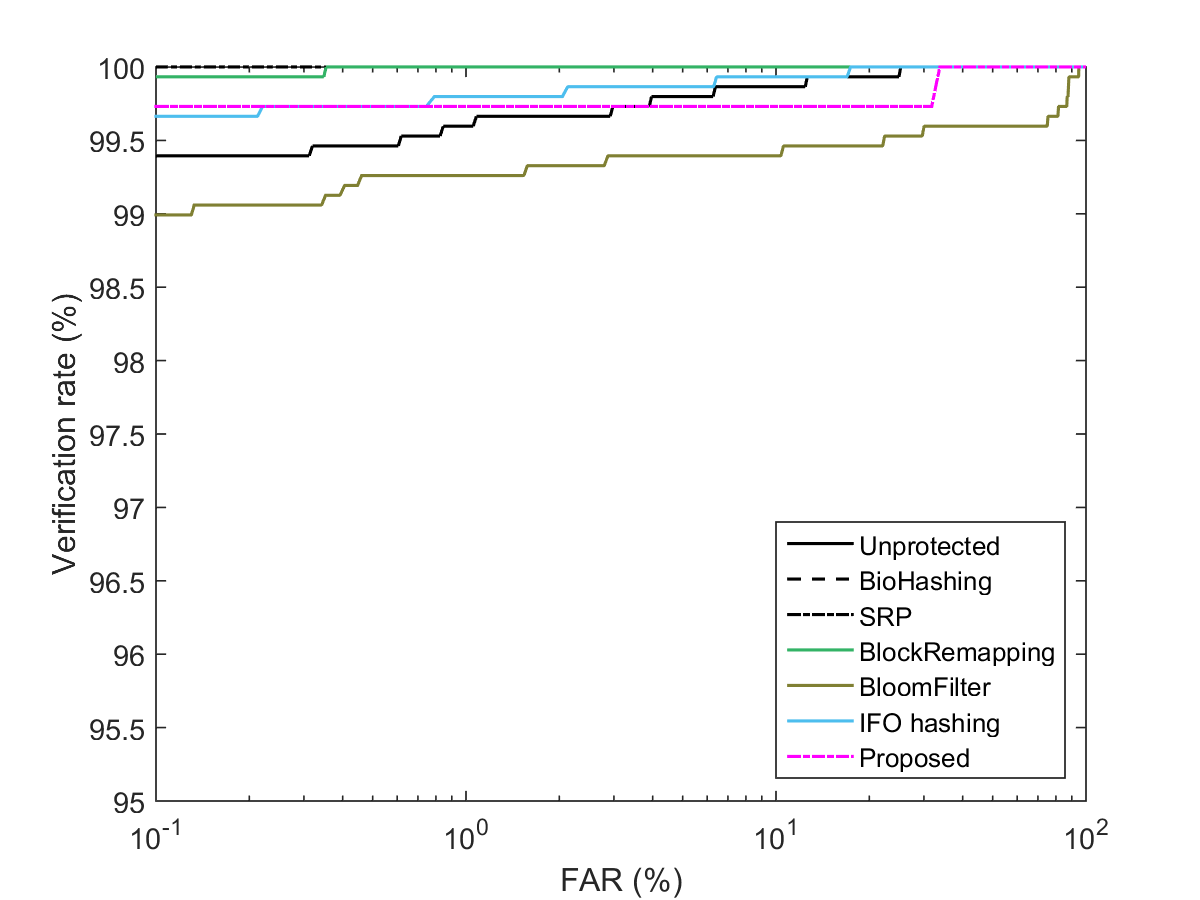 100
99.5
99
98.5
98
97.5
97
96.5
96
95.5
95
Verification rate (%)
Unprotected
BioHashing
SRP
BlockRemapping
BloomFilter
IFO hashing
Proposed
10^-1 10^0 10^1 10^2
FAR (%)